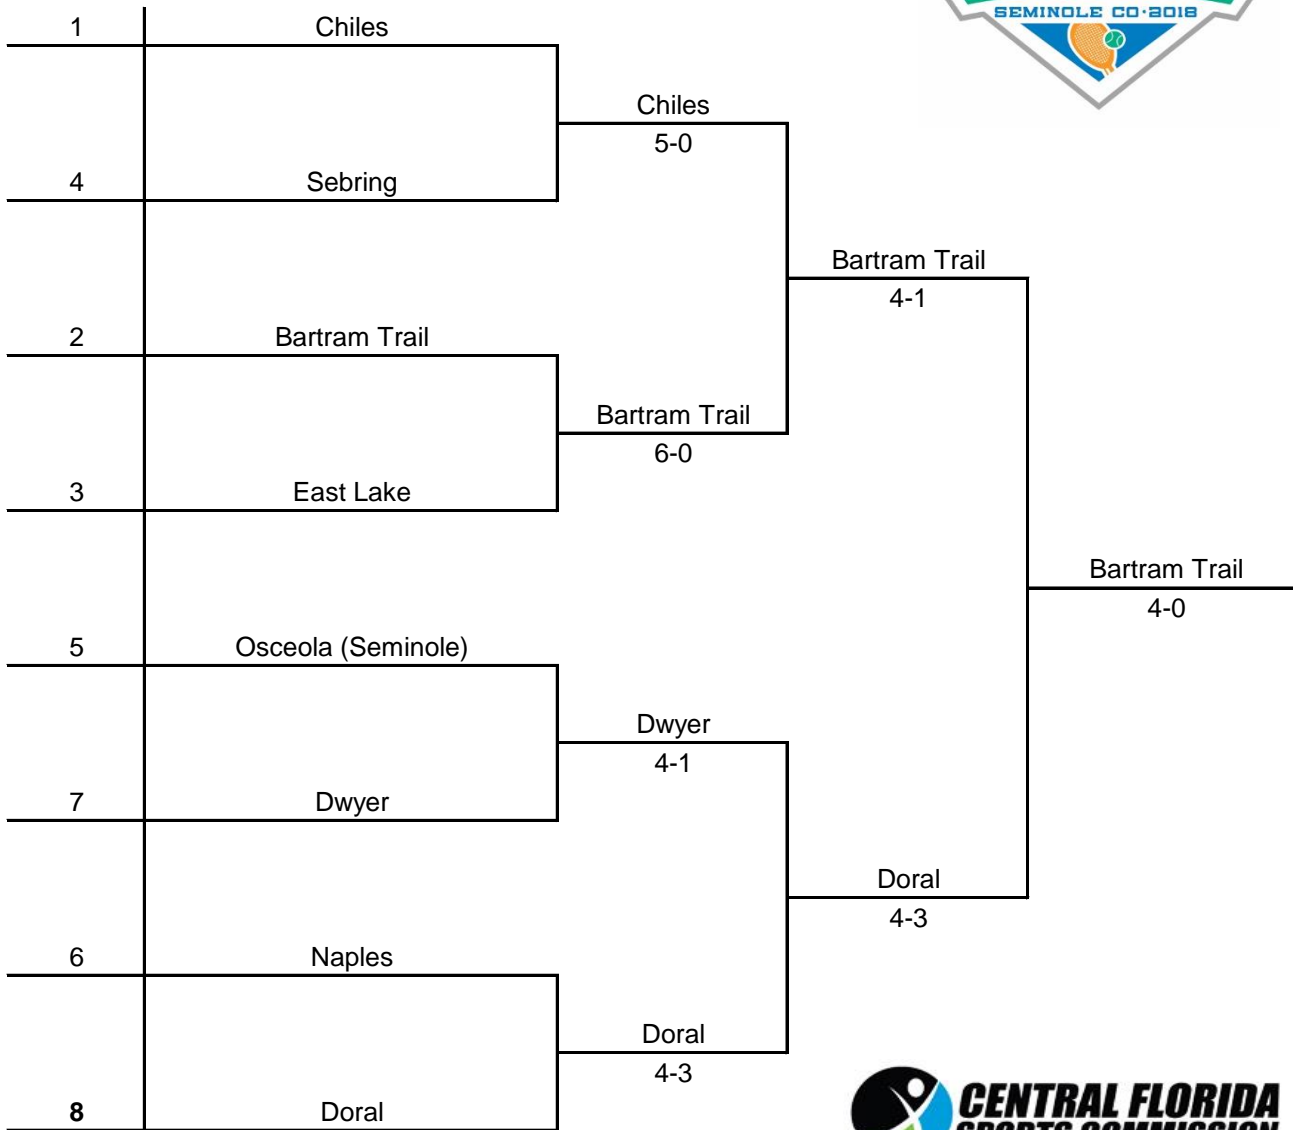 SEMINOLE CO·2018
1 Chiles
Chiles
5-0
4 Sebring
Bartram Trail
4-1
2 Bartram Trail
Bartram Trail
6-0
3 East Lake
Bartram Trail
4-0
5 Osceola (Seminole)
Dwyer
4-1
7 Dwyer
Doral
4-3
6 Naples
Doral
4-3
8 Doral
CENTRAL FLORIDA
SPORTS COMMISSION